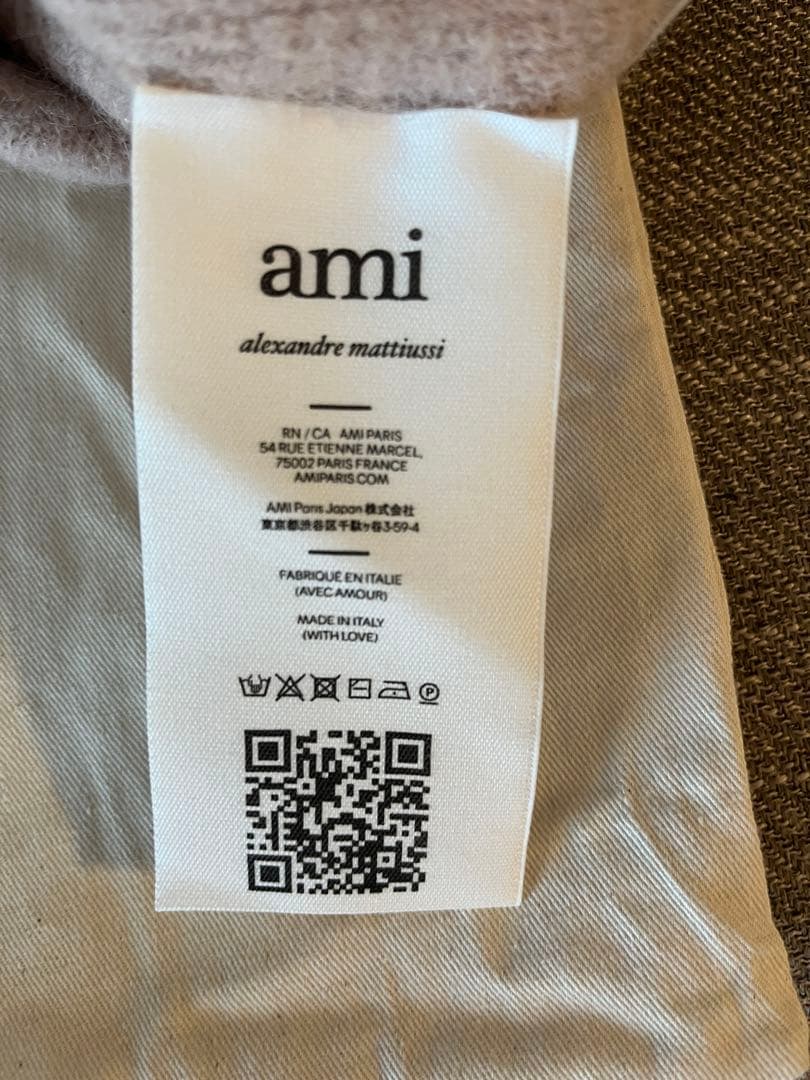 ami
alexandre mattiussi
RN / CA AMI PARIS
54 RUE ETIENNE MARCEL,
75002 PARIS FRANCE
AMIPARIS.COM
AMI Paris Japan 株式会社
東京都渋谷区千駄ヶ谷3-59-4
FABRIQUÉ EN ITALIE
(AVEC AMOUR)
MADE IN ITALY
(WITH LOVE)
P